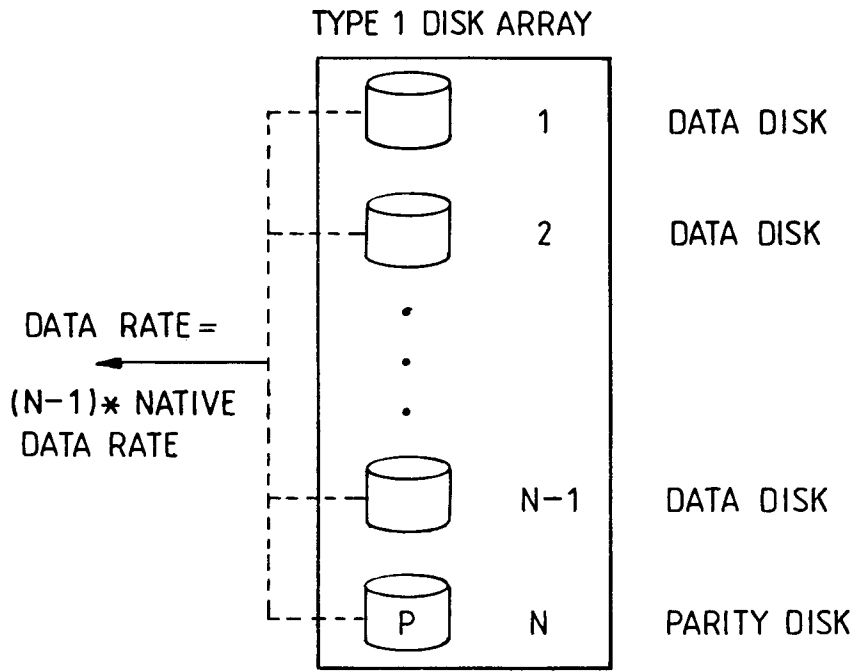 TYPE 1 DISK ARRAY
1 DATA DISK
2 DATA DISK
DATA RATE=
(N-1)* NATIVE
DATA RATE
N-1 DATA DISK
P N PARITY DISK